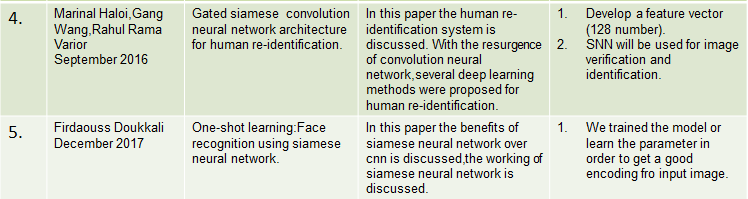 4.
Marinal Haloi,Gang
Wang,Rahul Rama
Varior
September 2016
Gated siamese convolution
neural network architecture
for human re-identification.
In this paper the human re-
identification system is
discussed. With the resurgence
of convolution neural
network,several deep learning
methods were proposed for
human re-identification.
1. Develop a feature vector
(128 number).
2. SNN will be used for image
verification and
identification.
5.
Firdaouss Doukkali
December 2017
One-shot learning:Face
recognition using siamese
neural network.
In this paper the benefits of
siamese neural network over
cnn is discussed,the working of
siamese neural network is
discussed.
1. We trained the model or
learn the parameter in
order to get a good
encoding fro input image.